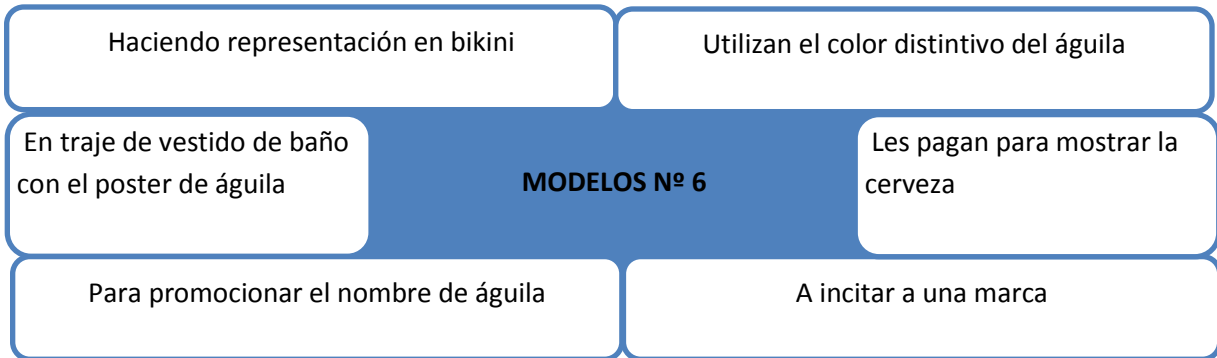 Haciendo representación en bikini
Utilizan el color distintivo del águila
En traje de vestido de baño
con el poster de águila
MODELOS Nº 6
Les pagan para mostrar la
cerveza
Para promocionar el nombre de águila
A incitar a una marca